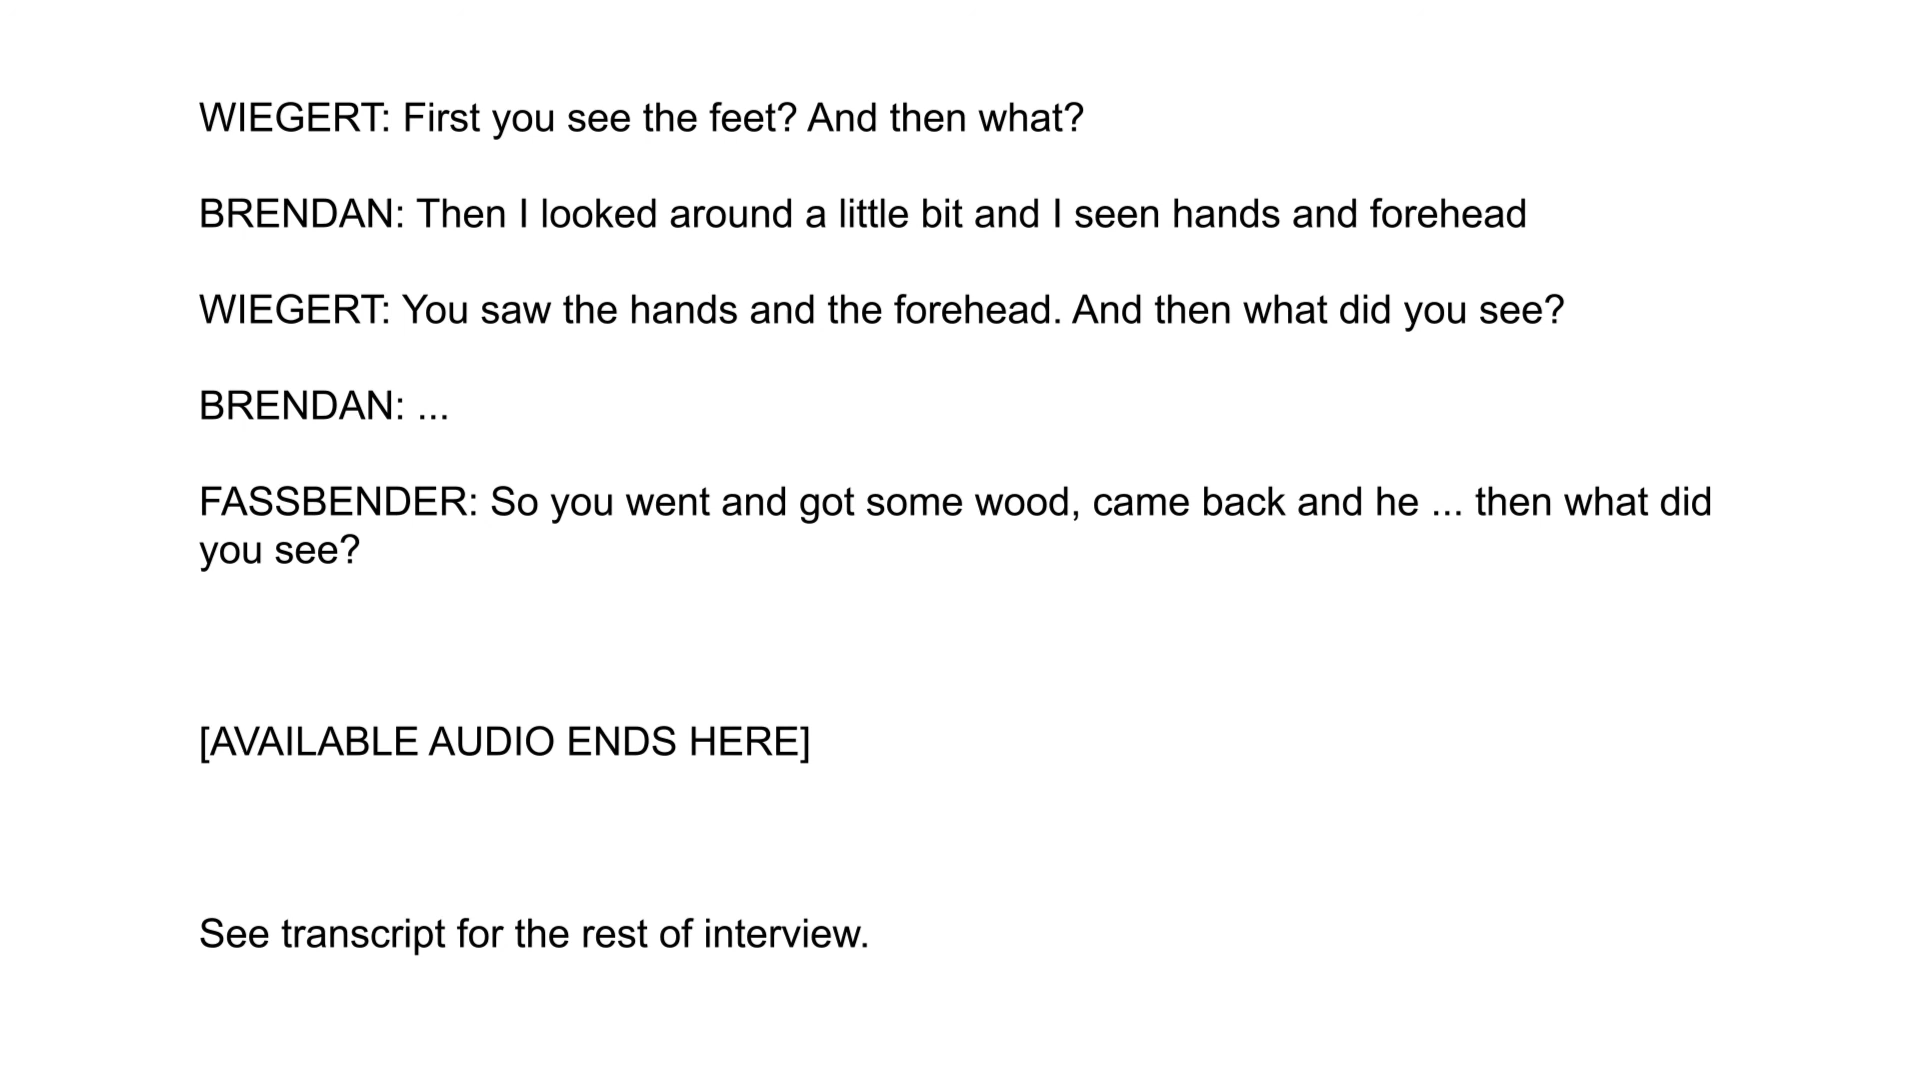 WIEGERT: First you see the feet? And then what?
BRENDAN: Then I looked around a little bit and I seen hands and forehead
WIEGERT: You saw the hands and the forehead. And then what did you see?
BRENDAN: ...
FASSBENDER: So you went and got some wood, came back and he ... then what did
you see?
[AVAILABLE AUDIO ENDS HERE]
See transcript for the rest of interview.